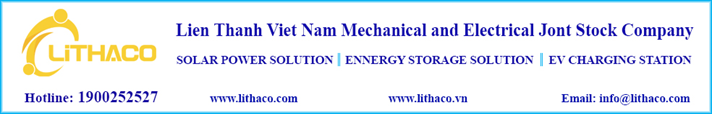 LiTHACO
Lien Thanh Viet Nam Mechanical and Electrical Jont Stock Company
SOLAR POWER SOLUTION || ENNERGY STORAGE SOLUTION || EV CHARGING STATION
Hotline: 1900252527 www.lithaco.com www.lithaco.vn Email: info@lithaco.com